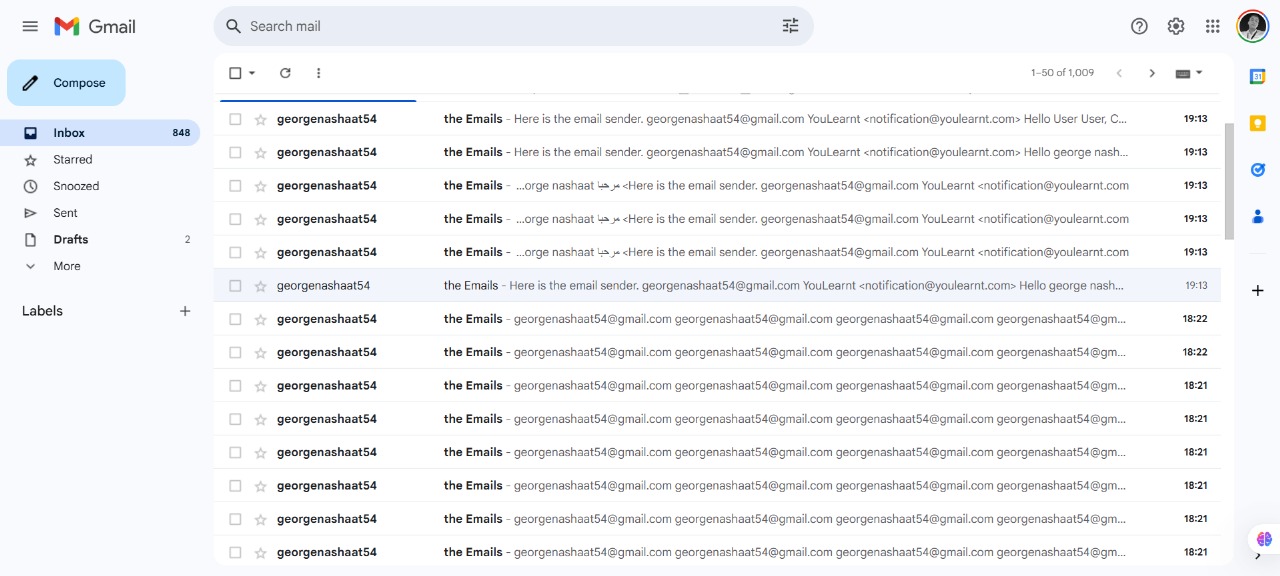 Gmail
Search mail
Compose
1–50 of 1,009
Inbox 848
Starred
Snoozed
Sent
Drafts 2
More
Labels
georgenashaat54 the Emails - Here is the email sender. georgenashaat54@gmail.com YouLearnt <notification@youlearnt.com> Hello User User, C... 19:13
georgenashaat54 the Emails - Here is the email sender. georgenashaat54@gmail.com YouLearnt <notification@youlearnt.com> Hello george nash... 19:13
georgenashaat54 the Emails - ...orge nashaat مرحبا <Here is the email sender. georgenashaat54@gmail.com YouLearnt <notification@youlearnt.com 19:13
georgenashaat54 the Emails - ...orge nashaat مرحبا <Here is the email sender. georgenashaat54@gmail.com YouLearnt <notification@youlearnt.com 19:13
georgenashaat54 the Emails - ...orge nashaat مرحبا <Here is the email sender. georgenashaat54@gmail.com YouLearnt <notification@youlearnt.com 19:13
georgenashaat54 the Emails - Here is the email sender. georgenashaat54@gmail.com YouLearnt <notification@youlearnt.com> Hello george nash... 19:13
georgenashaat54 the Emails - georgenashaat54@gmail.com georgenashaat54@gmail.com georgenashaat54@gmail.com georgenashaat54@gm... 18:22
georgenashaat54 the Emails - georgenashaat54@gmail.com georgenashaat54@gmail.com georgenashaat54@gmail.com georgenashaat54@gm... 18:22
georgenashaat54 the Emails - georgenashaat54@gmail.com georgenashaat54@gmail.com georgenashaat54@gmail.com georgenashaat54@gm... 18:21
georgenashaat54 the Emails - georgenashaat54@gmail.com georgenashaat54@gmail.com georgenashaat54@gmail.com georgenashaat54@gm... 18:21
georgenashaat54 the Emails - georgenashaat54@gmail.com georgenashaat54@gmail.com georgenashaat54@gmail.com georgenashaat54@gm... 18:21
georgenashaat54 the Emails - georgenashaat54@gmail.com georgenashaat54@gmail.com georgenashaat54@gmail.com georgenashaat54@gm... 18:21
georgenashaat54 the Emails - georgenashaat54@gmail.com georgenashaat54@gmail.com georgenashaat54@gmail.com georgenashaat54@gm... 18:21
georgenashaat54 the Emails - georgenashaat54@gmail.com georgenashaat54@gmail.com georgenashaat54@gmail.com georgenashaat54@gm... 18:21
31